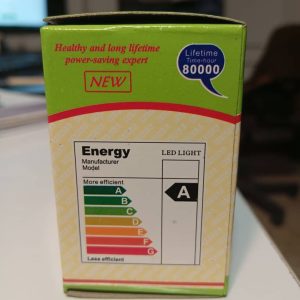 Healthy and long lifetime
power-saving expert
NEW
Lifetime
Time-hour
80000
Energy
Manufacturer
Model
LED LIGHT
More efficient
A
B
C
D
E
F
G
A
Less efficient